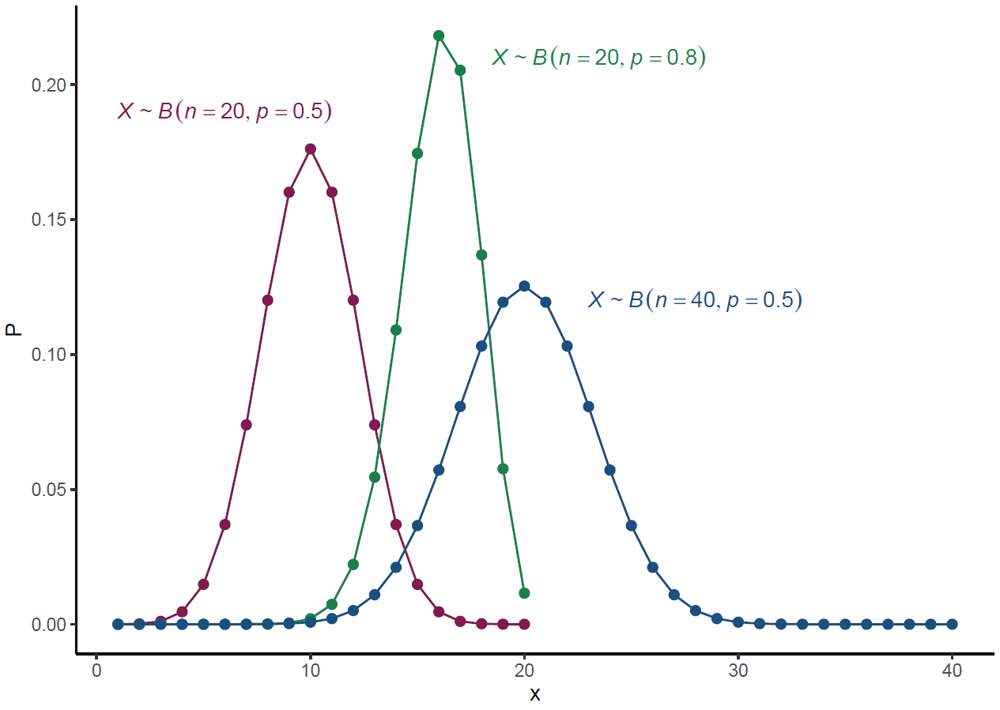 X ~ B(n = 20, p = 0.8)
X ~ B(n = 20, p = 0.5)
X ~ B(n = 40, p = 0.5)
P
0.20
0.15
0.10
0.05
0.00
0 10 20 30 40
x